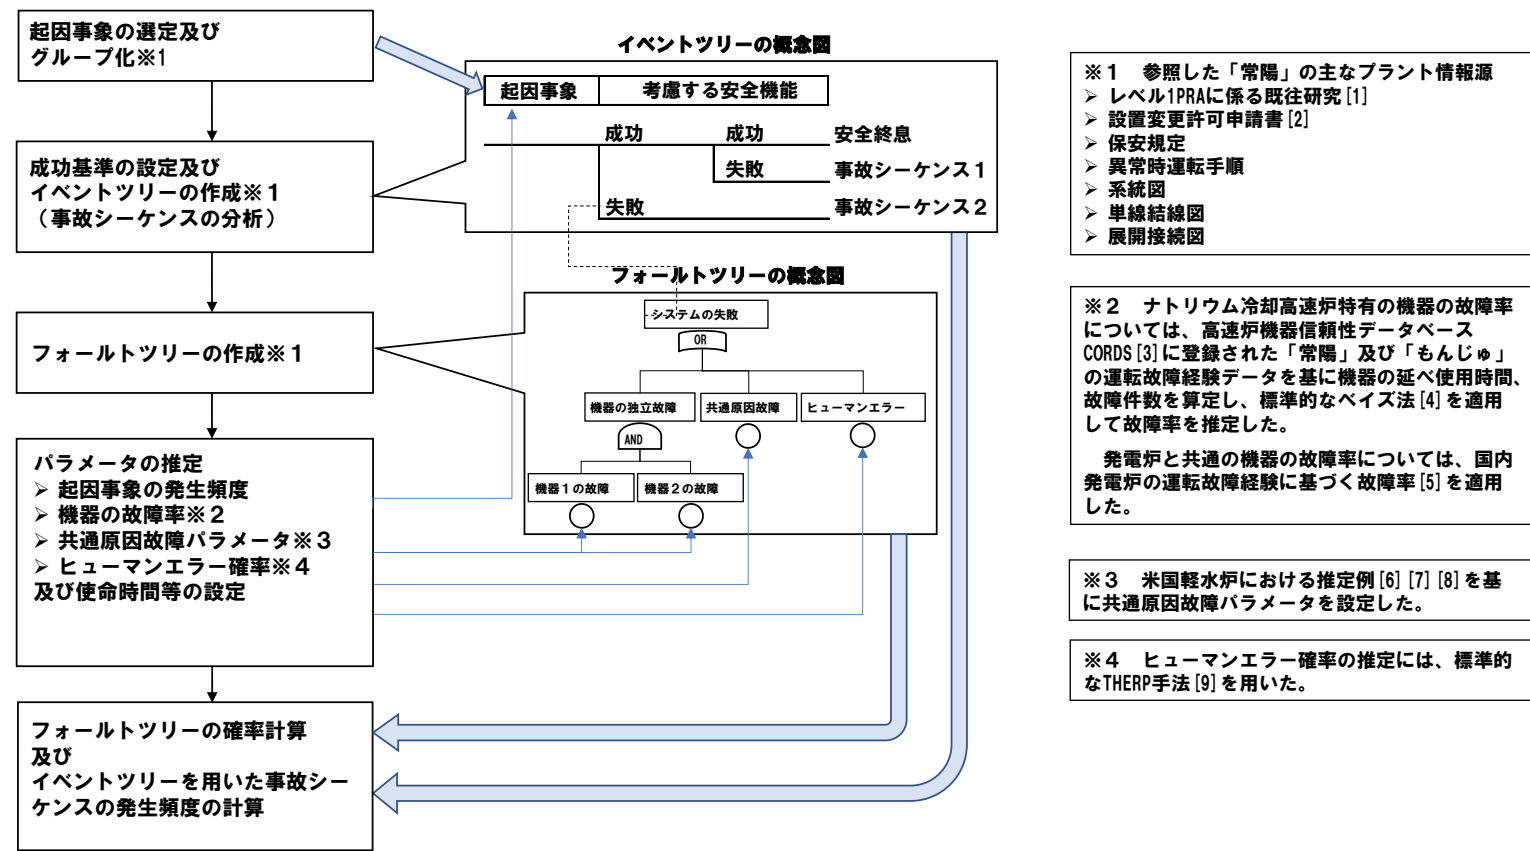 起因事象の選定及び
グループ化※1
成功基準の設定及び
イベントツリーの作成※１
（事故シーケンスの分析）
フォールトツリーの作成※１
パラメータの推定
➢ 起因事象の発生頻度
➢ 機器の故障率※２
➢ 共通原因故障パラメータ※３
➢ ヒューマンエラー確率※４
及び使命時間等の設定
フォールトツリーの確率計算
及び
イベントツリーを用いた事故シー
ケンスの発生頻度の計算
イベントツリーの概念図
起因事象
考慮する安全機能
成功
成功
安全終息
失敗
事故シーケンス１
失敗
事故シーケンス２
フォールトツリーの概念図
システムの失敗
OR
機器の独立故障
共通原因故障
ヒューマンエラー
AND
機器１の故障
機器２の故障
※１　参照した「常陽」の主なプラント情報源
➢ レベル1PRAに係る既往研究[1]
➢ 設置変更許可申請書[2]
➢ 保安規定
➢ 異常時運転手順
➢ 系統図
➢ 単線結線図
➢ 展開接続図
※２　ナトリウム冷却高速炉特有の機器の故障率
については、高速炉機器信頼性データベース
CORDS[3]に登録された「常陽」及び「もんじゅ」
の運転故障経験データを基に機器の延べ使用時間、
故障件数を算定し、標準的なベイズ法[4]を適用
して故障率を推定した。
　発電炉と共通の機器の故障率については、国内
発電炉の運転故障経験に基づく故障率[5]を適用
した。
※３　米国軽水炉における推定例[6][7][8]を基
に共通原因故障パラメータを設定した。
※４　ヒューマンエラー確率の推定には、標準的
なTHERP手法[9]を用いた。